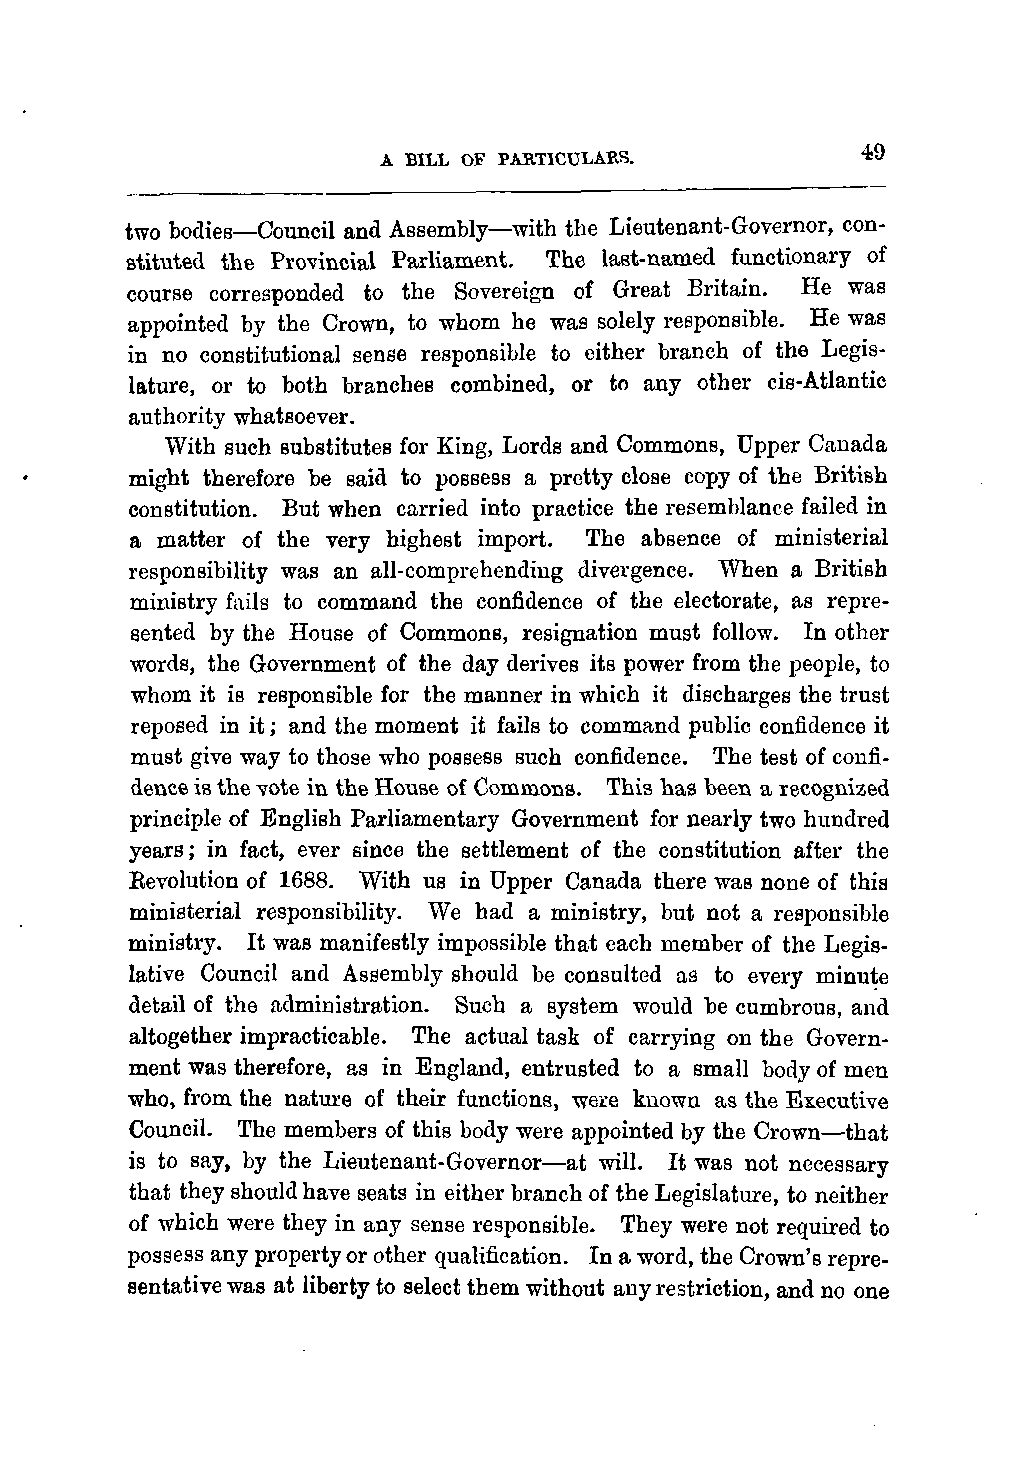 A BILL OF PARTICULARS. 49
two bodies—Council and Assembly—with the Lieutenant-Governor, con-
stituted the Provincial Parliament. The last-named functionary of
course corresponded to the Sovereign of Great Britain. He was
appointed by the Crown, to whom he was solely responsible. He was
in no constitutional sense responsible to either branch of the Legis-
lature, or to both branches combined, or to any other cis-Atlantic
authority whatsoever.
With such substitutes for King, Lords and Commons, Upper Canada
might therefore be said to possess a pretty close copy of the British
constitution. But when carried into practice the resemblance failed in
a matter of the very highest import. The absence of ministerial
responsibility was an all-comprehending divergence. When a British
ministry fails to command the confidence of the electorate, as repre-
sented by the House of Commons, resignation must follow. In other
words, the Government of the day derives its power from the people, to
whom it is responsible for the manner in which it discharges the trust
reposed in it; and the moment it fails to command public confidence it
must give way to those who possess such confidence. The test of confi-
dence is the vote in the House of Commons. This has been a recognized
principle of English Parliamentary Government for nearly two hundred
years; in fact, ever since the settlement of the constitution after the
Revolution of 1688. With us in Upper Canada there was none of this
ministerial responsibility. We had a ministry, but not a responsible
ministry. It was manifestly impossible that each member of the Legis-
lative Council and Assembly should be consulted as to every minute
detail of the administration. Such a system would be cumbrous, and
altogether impracticable. The actual task of carrying on the Govern-
ment was therefore, as in England, entrusted to a small body of men
who, from the nature of their functions, were known as the Executive
Council. The members of this body were appointed by the Crown—that
is to say, by the Lieutenant-Governor—at will. It was not necessary
that they should have seats in either branch of the Legislature, to neither
of which were they in any sense responsible. They were not required to
possess any property or other qualification. In a word, the Crown's repre-
sentative was at liberty to select them without any restriction, and no one